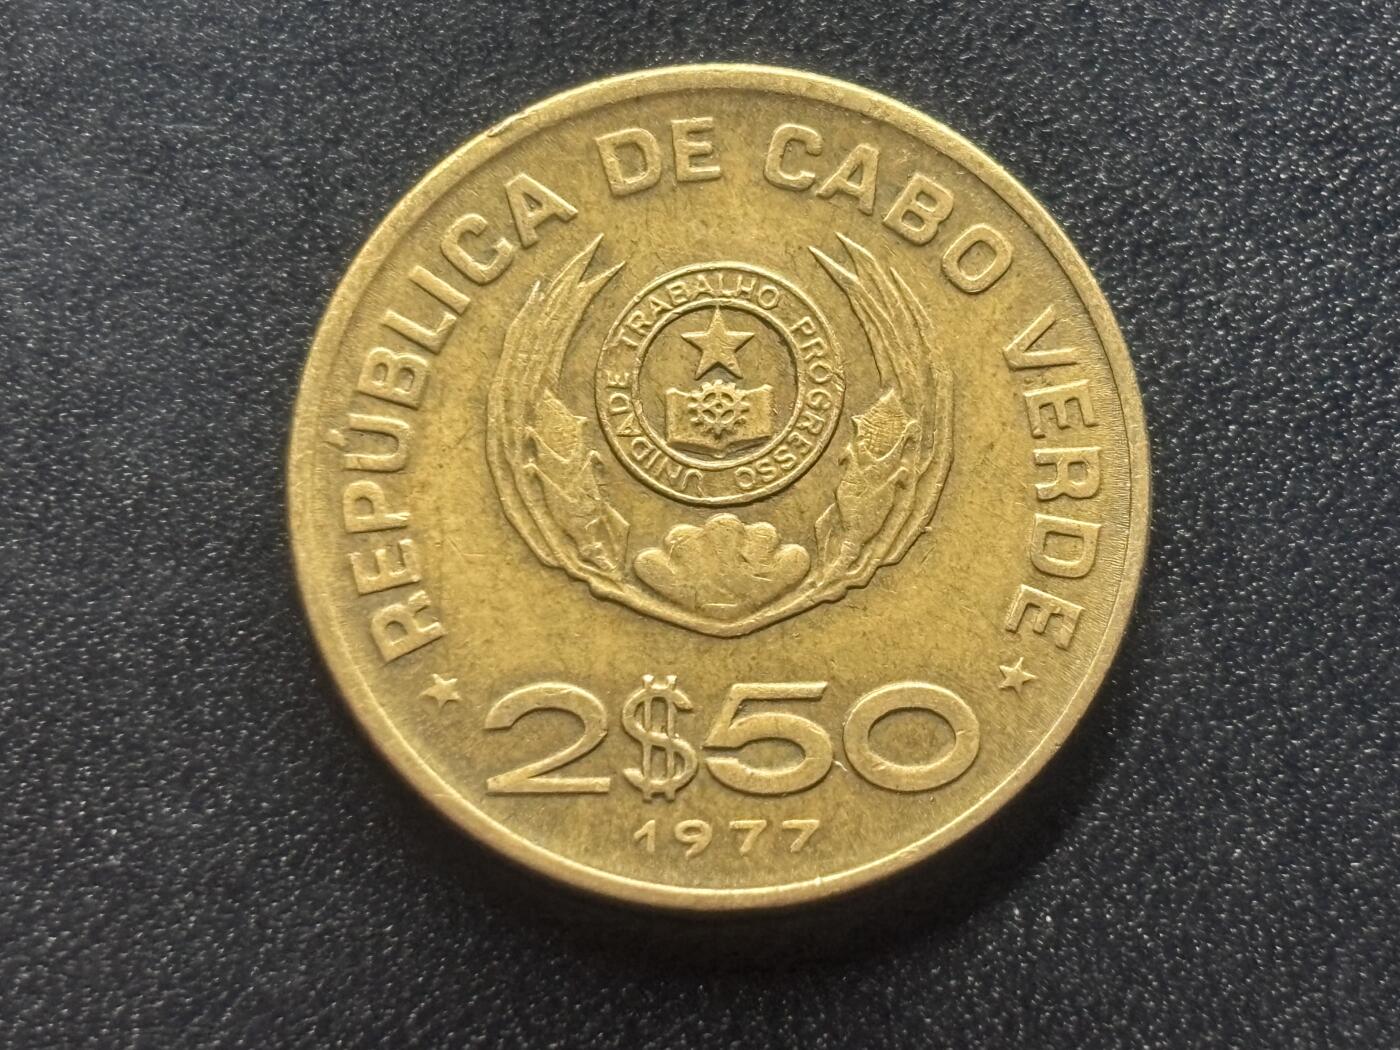 REPÚBLICA DE CABO VERDE
UNIDADE TRABALHO PROGRESSO
2$50
1977